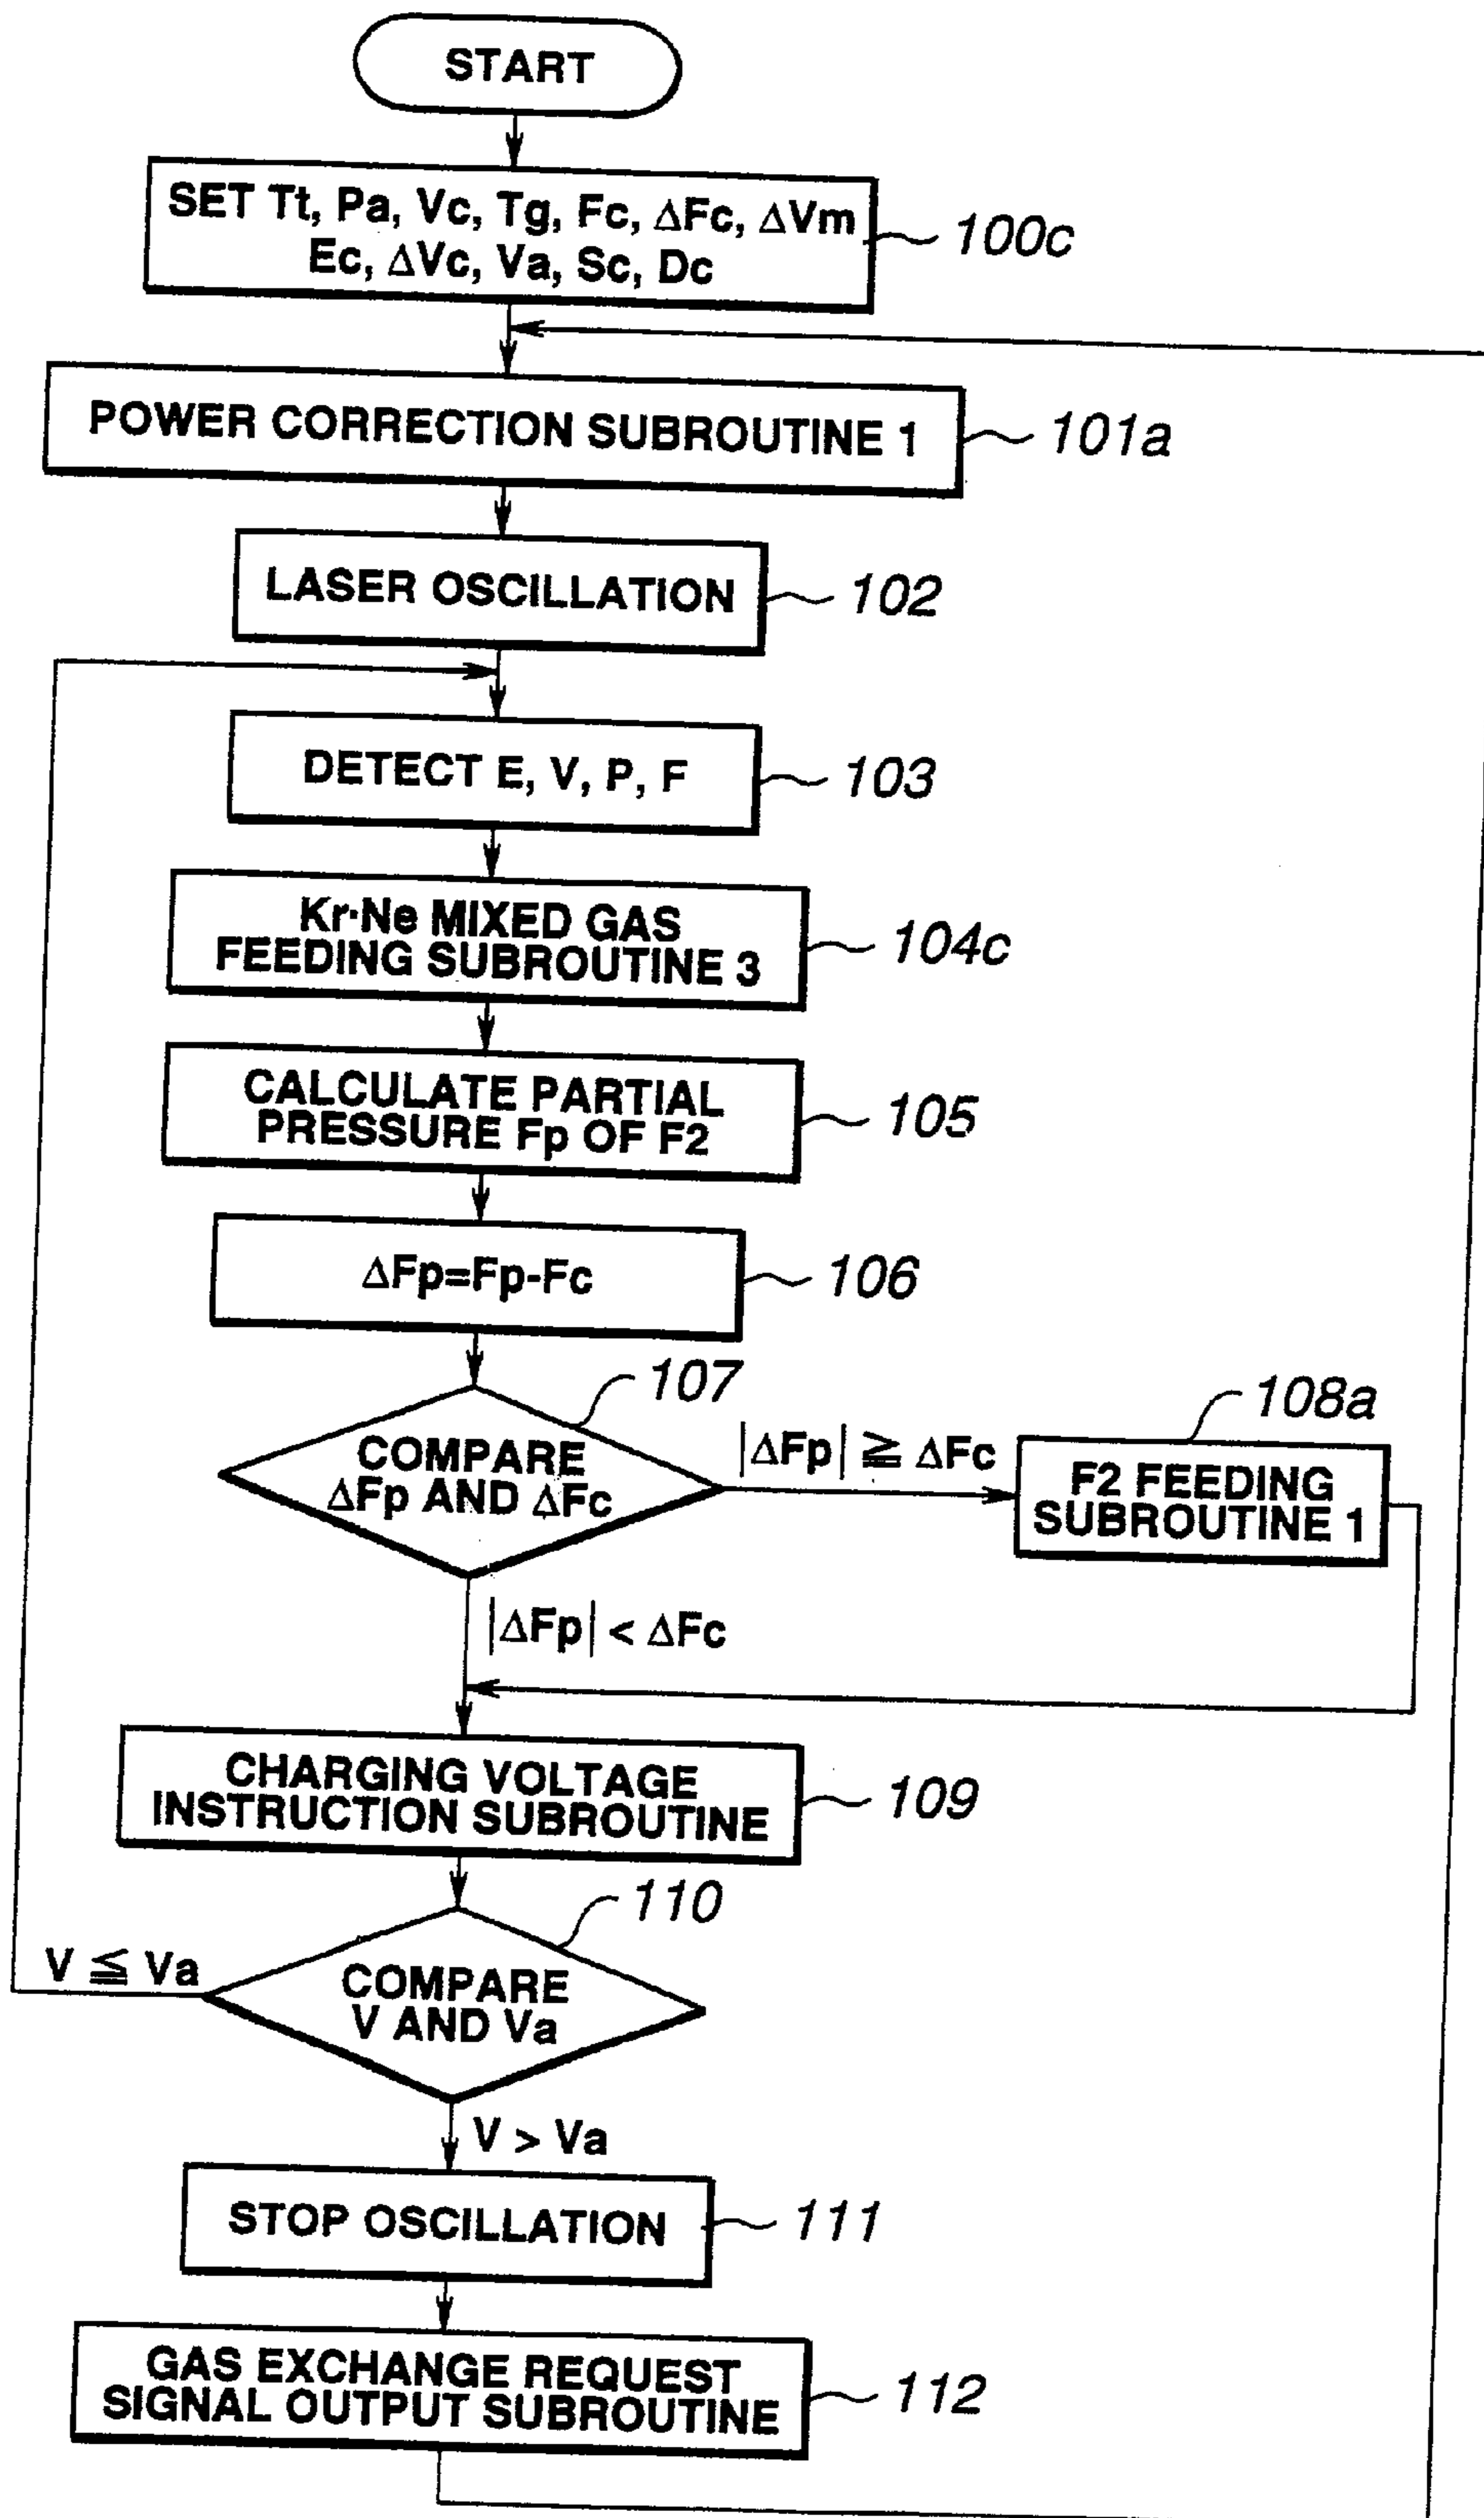 START
SET Tt, Pa, Vc, Tg, Fc, ΔFc, ΔVm
Ec, ΔVc, Va, Sc, Dc
100c
POWER CORRECTION SUBROUTINE 1
101a
LASER OSCILLATION
102
DETECT E, V, P, F
103
Kr·Ne MIXED GAS
FEEDING SUBROUTINE 3
104c
CALCULATE PARTIAL
PRESSURE Fp OF F2
105
ΔFp=Fp-Fc
106
107
COMPARE
ΔFp AND ΔFc
|ΔFp| ≧ ΔFc
108a
F2 FEEDING
SUBROUTINE 1
|ΔFp| < ΔFc
CHARGING VOLTAGE
INSTRUCTION SUBROUTINE
109
110
V ≦ Va
COMPARE
V AND Va
V > Va
STOP OSCILLATION
111
GAS EXCHANGE REQUEST
SIGNAL OUTPUT SUBROUTINE
112